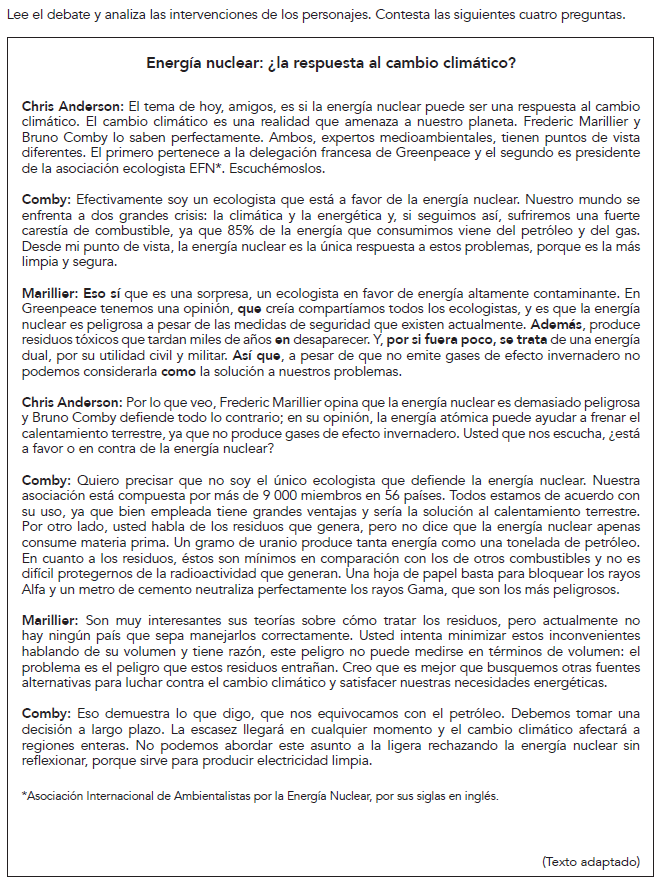 Lee el debate y analiza las intervenciones de los personajes. Contesta las siguientes cuatro preguntas.
Energía nuclear: ¿la respuesta al cambio climático?
Chris Anderson: El tema de hoy, amigos, es si la energía nuclear puede ser una respuesta al cambio
climático. El cambio climático es una realidad que amenaza a nuestro planeta. Frederic Marillier y
Bruno Comby lo saben perfectamente. Ambos, expertos medioambientales, tienen puntos de vista
diferentes. El primero pertenece a la delegación francesa de Greenpeace y el segundo es presidente
de la asociación ecologista EFN*. Escuchémoslos.
Comby: Efectivamente soy un ecologista que está a favor de la energía nuclear. Nuestro mundo se
enfrenta a dos grandes crisis: la climática y la energética y, si seguimos así, sufriremos una fuerte
carestía de combustible, ya que 85% de la energía que consumimos viene del petróleo y del gas.
Desde mi punto de vista, la energía nuclear es la única respuesta a estos problemas, porque es la más
limpia y segura.
Marillier: Eso sí que es una sorpresa, un ecologista en favor de energía altamente contaminante. En
Greenpeace tenemos una opinión, que creía compartíamos todos los ecologistas, y es que la energía
nuclear es peligrosa a pesar de las medidas de seguridad que existen actualmente. Además, produce
residuos tóxicos que tardan miles de años en desaparecer. Y, por si fuera poco, se trata de una energía
dual, por su utilidad civil y militar. Así que, a pesar de que no emite gases de efecto invernadero no
podemos considerarla como la solución a nuestros problemas.
Chris Anderson: Por lo que veo, Frederic Marillier opina que la energía nuclear es demasiado peligrosa
y Bruno Comby defiende todo lo contrario; en su opinión, la energía atómica puede ayudar a frenar el
calentamiento terrestre, ya que no produce gases de efecto invernadero. Usted que nos escucha, ¿está
a favor o en contra de la energía nuclear?
Comby: Quiero precisar que no soy el único ecologista que defiende la energía nuclear. Nuestra
asociación está compuesta por más de 9 000 miembros en 56 países. Todos estamos de acuerdo con
su uso, ya que bien empleada tiene grandes ventajas y sería la solución al calentamiento terrestre.
Por otro lado, usted habla de los residuos que genera, pero no dice que la energía nuclear apenas
consume materia prima. Un gramo de uranio produce tanta energía como una tonelada de petróleo.
En cuanto a los residuos, éstos son mínimos en comparación con los de otros combustibles y no es
difícil protegernos de la radioactividad que generan. Una hoja de papel basta para bloquear los rayos
Alfa y un metro de cemento neutraliza perfectamente los rayos Gama, que son los más peligrosos.
Marillier: Son muy interesantes sus teorías sobre cómo tratar los residuos, pero actualmente no
hay ningún país que sepa manejarlos correctamente. Usted intenta minimizar estos inconvenientes
hablando de su volumen y tiene razón, este peligro no puede medirse en términos de volumen: el
problema es el peligro que estos residuos entrañan. Creo que es mejor que busquemos otras fuentes
alternativas para luchar contra el cambio climático y satisfacer nuestras necesidades energéticas.
Comby: Eso demuestra lo que digo, que nos equivocamos con el petróleo. Debemos tomar una
decisión a largo plazo. La escasez llegará en cualquier momento y el cambio climático afectará a
regiones enteras. No podemos abordar este asunto a la ligera rechazando la energía nuclear sin
reflexionar, porque sirve para producir electricidad limpia.
*Asociación Internacional de Ambientalistas por la Energía Nuclear, por sus siglas en inglés.
(Texto adaptado)